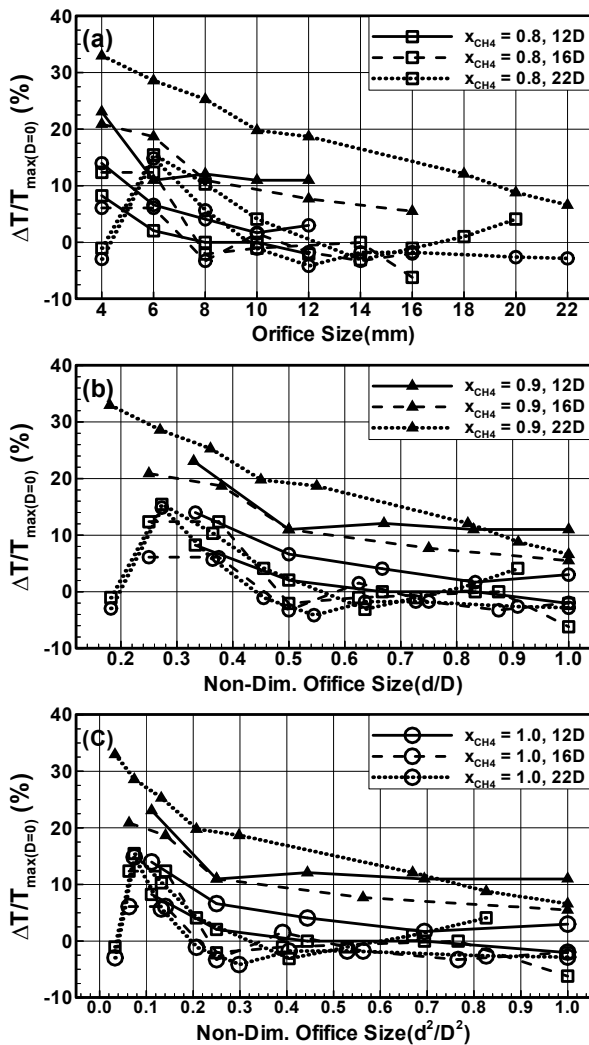 (a)
x_CH4 = 0.8, 12D
x_CH4 = 0.8, 16D
x_CH4 = 0.8, 22D
ΔT/T_max(D=0) (%)
40
30
20
10
0
-10
4 6 8 10 12 14 16 18 20 22
Orifice Size(mm)
(b)
x_CH4 = 0.9, 12D
x_CH4 = 0.9, 16D
x_CH4 = 0.9, 22D
ΔT/T_max(D=0) (%)
40
30
20
10
0
-10
0.2 0.3 0.4 0.5 0.6 0.7 0.8 0.9 1.0
Non-Dim. Ofifice Size(d/D)
(C)
x_CH4 = 1.0, 12D
x_CH4 = 1.0, 16D
x_CH4 = 1.0, 22D
ΔT/T_max(D=0) (%)
40
30
20
10
0
-10
0.0 0.1 0.2 0.3 0.4 0.5 0.6 0.7 0.8 0.9 1.0
Non-Dim. Ofifice Size(d²/D²)